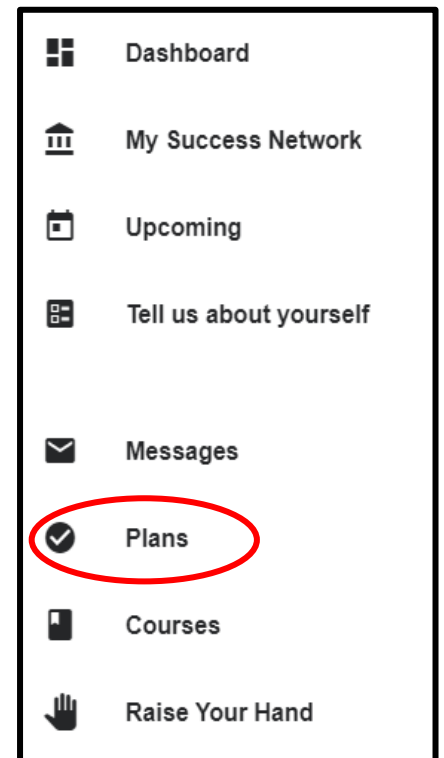 Dashboard
My Success Network
Upcoming
Tell us about yourself
Messages
Plans
Courses
Raise Your Hand